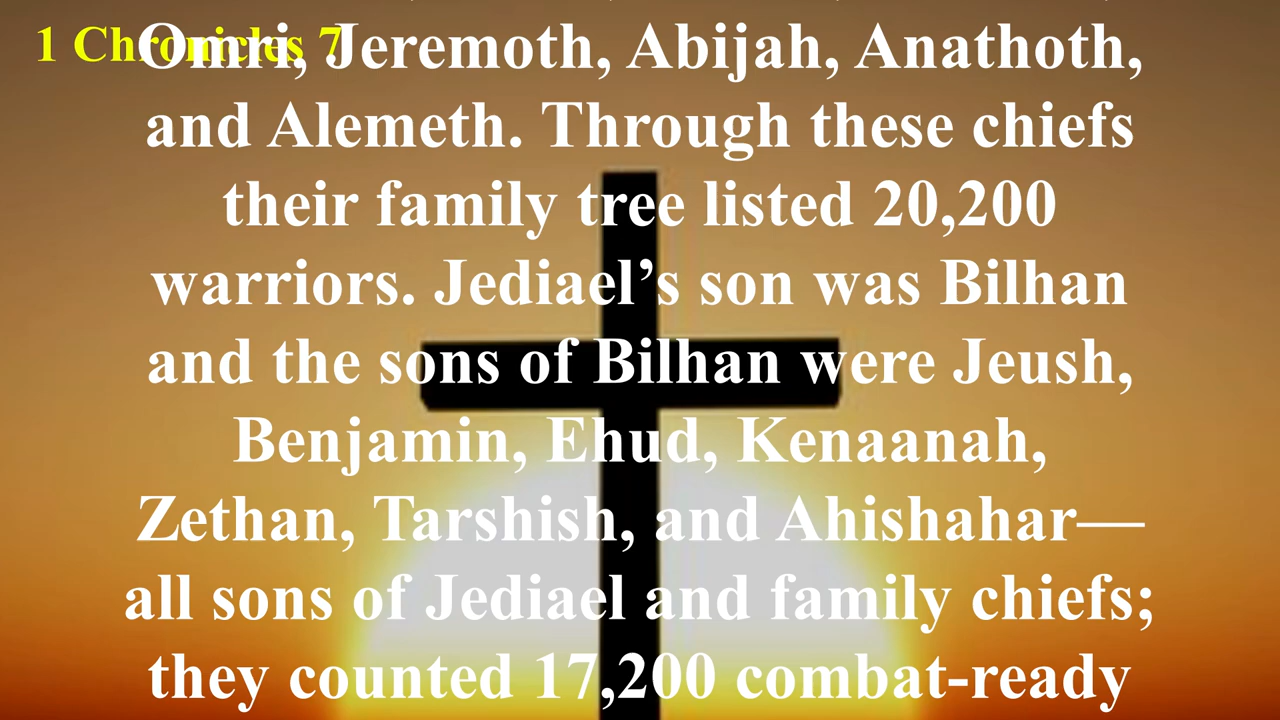 1 Chronicles 7
Omri, Jeremoth, Abijah, Anathoth,
and Alemeth. Through these chiefs
their family tree listed 20,200
warriors. Jediael’s son was Bilhan
and the sons of Bilhan were Jeush,
Benjamin, Ehud, Kenaanah,
Zethan, Tarshish, and Ahishahar—
all sons of Jediael and family chiefs;
they counted 17,200 combat-ready